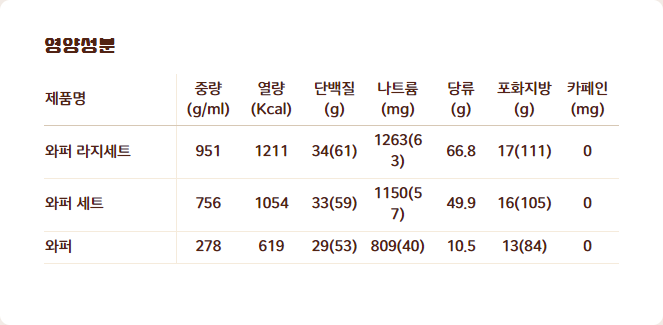 영양성분
제품명 중량 (g/ml) 열량 (Kcal) 단백질 (g) 나트륨 (mg) 당류 (g) 포화지방 (g) 카페인 (mg)
와퍼 라지세트 951 1211 34(61) 1263(63) 66.8 17(111) 0
와퍼 세트 756 1054 33(59) 1150(57) 49.9 16(105) 0
와퍼 278 619 29(53) 809(40) 10.5 13(84) 0